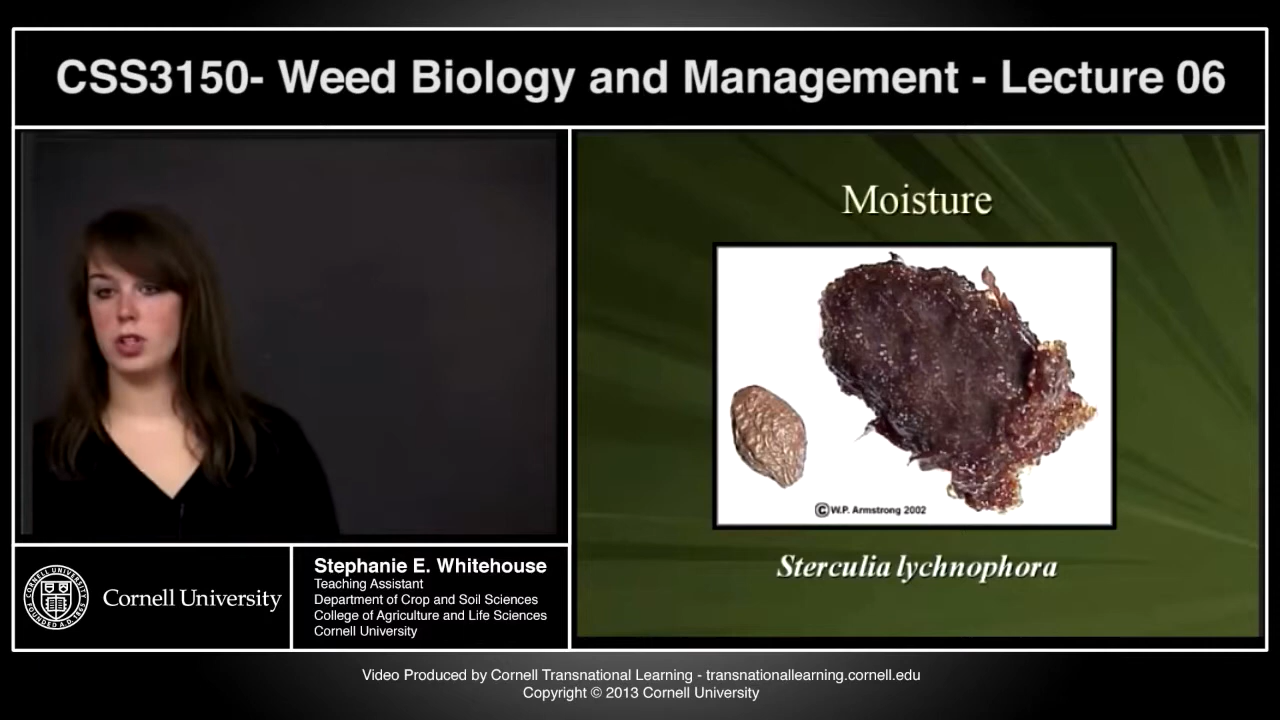 CSS3150- Weed Biology and Management - Lecture 06
Moisture
©W.P. Armstrong 2002
Sterculia lychnophora
Cornell University
Stephanie E. Whitehouse
Teaching Assistant
Department of Crop and Soil Sciences
College of Agriculture and Life Sciences
Cornell University
Video Produced by Cornell Transnational Learning - transnationallearning.cornell.edu
Copyright © 2013 Cornell University